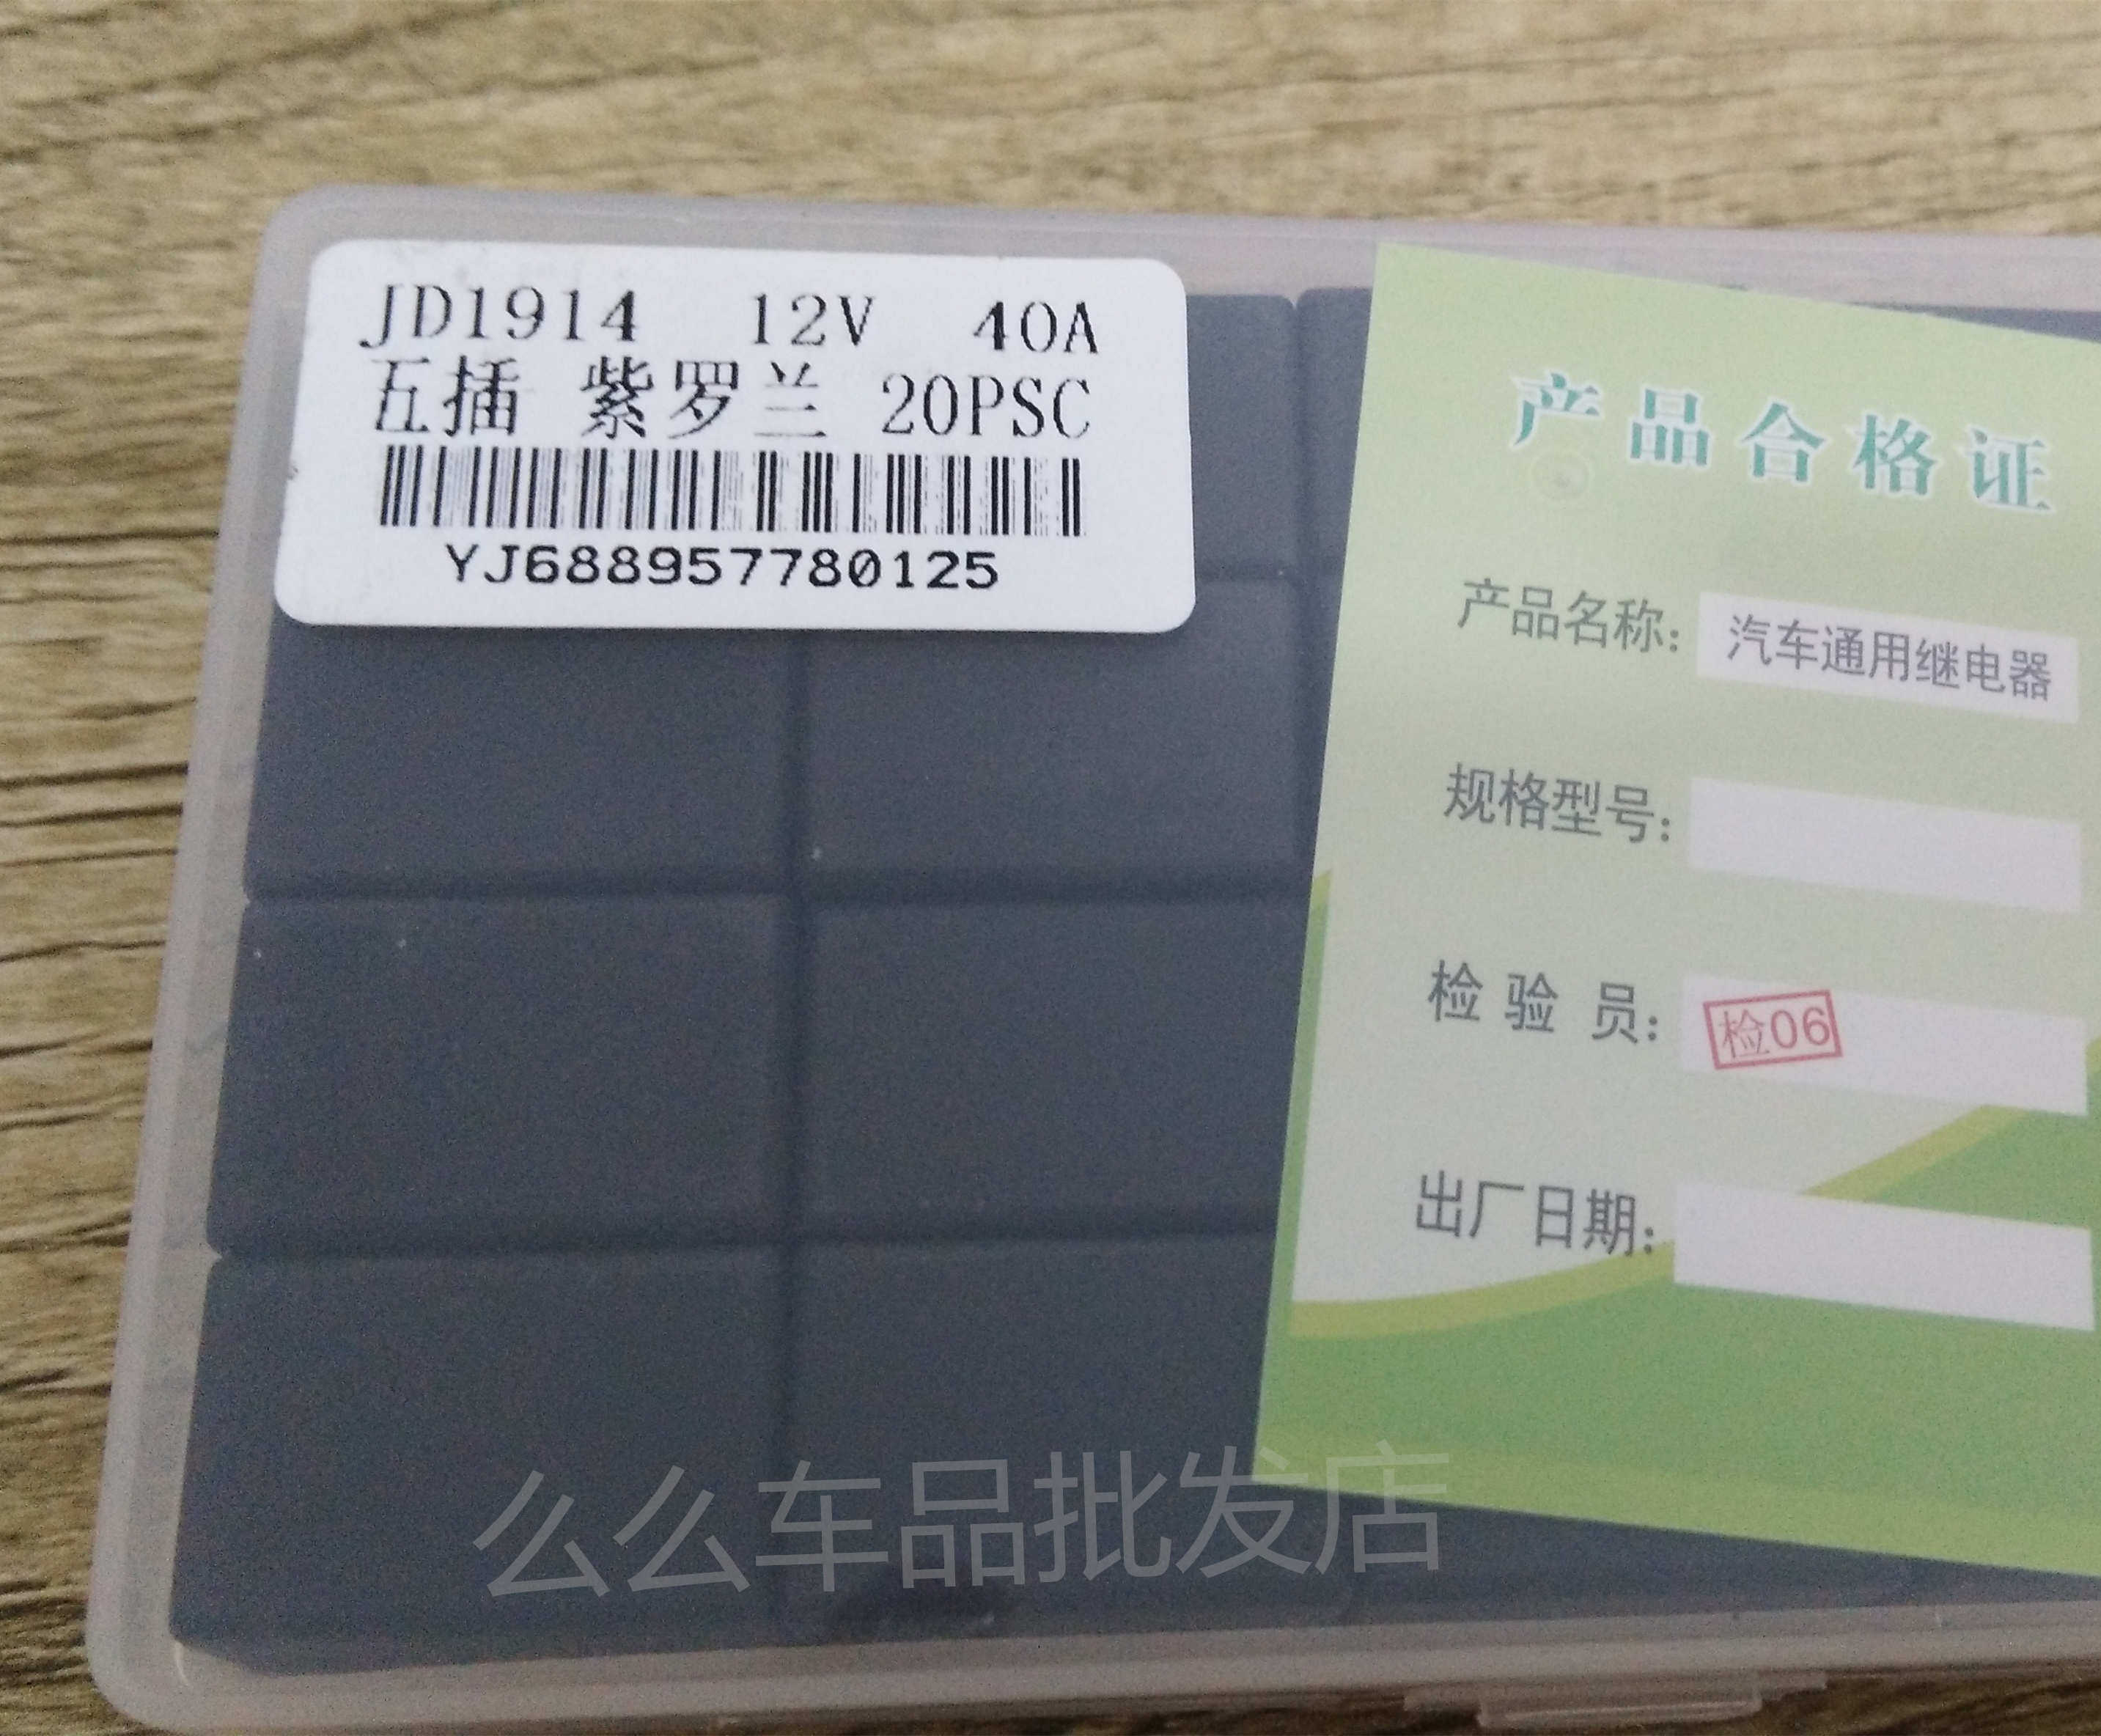 JD1914 12V 40A
五插 紫罗兰 20PSC
YJ688957780125
产品合格证
产品名称: 汽车通用继电器
规格型号:
检验员: 检06
出厂日期:
么么车品批发店